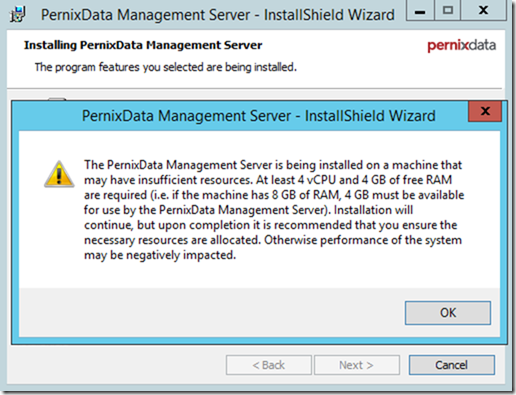 PernixData Management Server - InstallShield Wizard
Installing PernixData Management Server
pernixdata
The program features you selected are being installed.
PernixData Management Server - InstallShield Wizard
The PernixData Management Server is being installed on a machine that
may have insufficient resources. At least 4 vCPU and 4 GB of free RAM
are required (i.e. if the machine has 8 GB of RAM, 4 GB must be available
for use by the PernixData Management Server). Installation will
continue, but upon completion it is recommended that you ensure the
necessary resources are allocated. Otherwise performance of the system
may be negatively impacted.
OK
< Back
Next >
Cancel